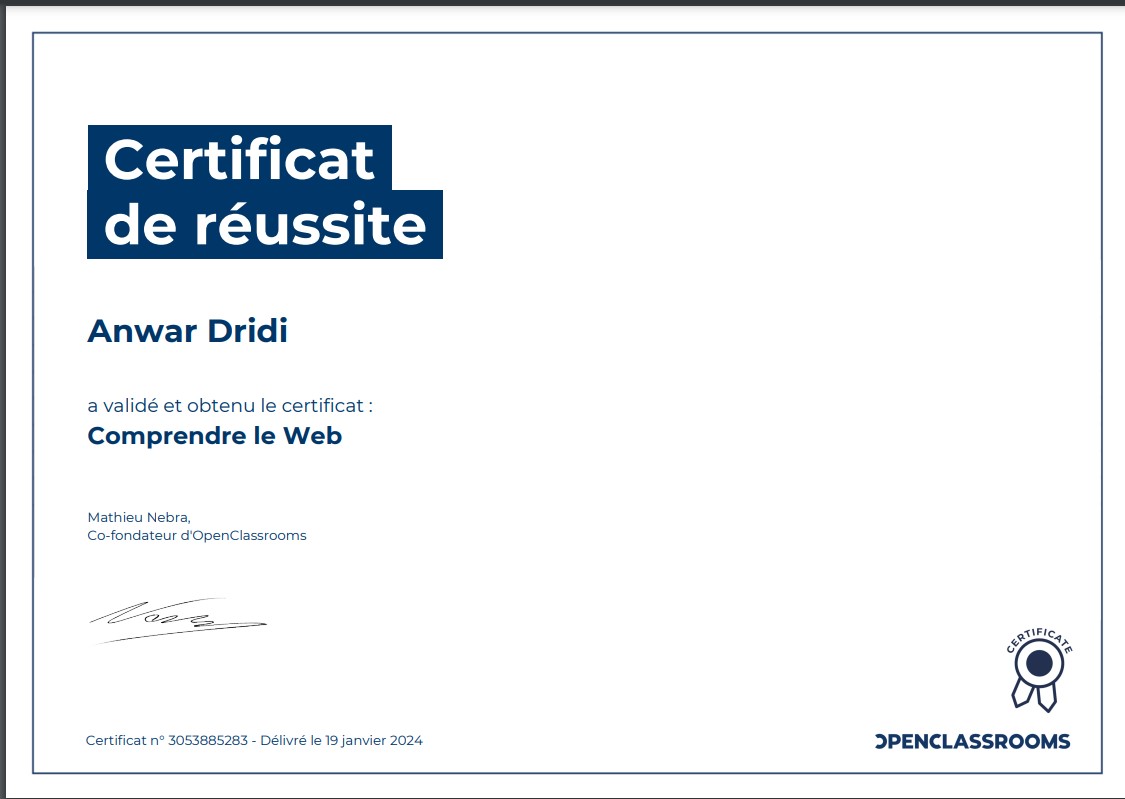 Certificat
de réussite
Anwar Dridi
a validé et obtenu le certificat :
Comprendre le Web
Mathieu Nebra,
Co-fondateur d'OpenClassrooms
CERTIFICATE
Certificat n° 3053885283 - Délivré le 19 janvier 2024
OPENCLASSROOMS